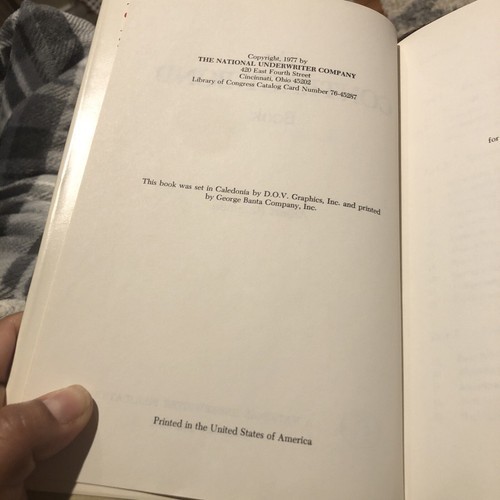 Copyright, 1977 by
THE NATIONAL UNDERWRITER COMPANY
420 East Fourth Street
Cincinnati, Ohio 45202
Library of Congress Catalog Card Number 76-45287
This book was set in Caledonia by D.O.V. Graphics, Inc. and printed
by George Banta Company, Inc.
Printed in the United States of America
for